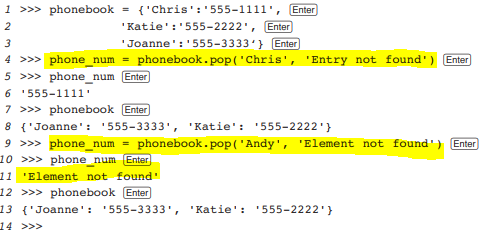 1 >>> phonebook = {'Chris':'555-1111', Enter
2 'Katie':'555-2222', Enter
3 'Joanne':'555-3333'} Enter
4 >>> phone_num = phonebook.pop('Chris', 'Entry not found') Enter
5 >>> phone_num Enter
6 '555-1111'
7 >>> phonebook Enter
8 {'Joanne': '555-3333', 'Katie': '555-2222'}
9 >>> phone_num = phonebook.pop('Andy', 'Element not found') Enter
10 >>> phone_num Enter
11 'Element not found'
12 >>> phonebook Enter
13 {'Joanne': '555-3333', 'Katie': '555-2222'}
14 >>>